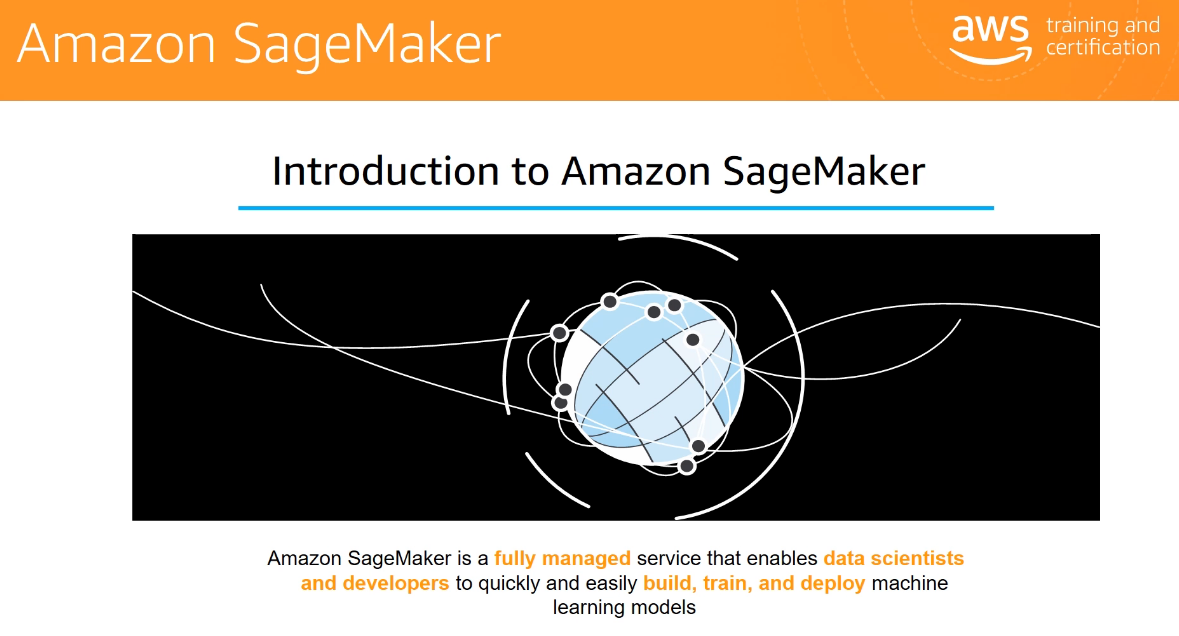 Amazon SageMaker
aws
training and
certification
Introduction to Amazon SageMaker
Amazon SageMaker is a fully managed service that enables data scientists
and developers to quickly and easily build, train, and deploy machine
learning models